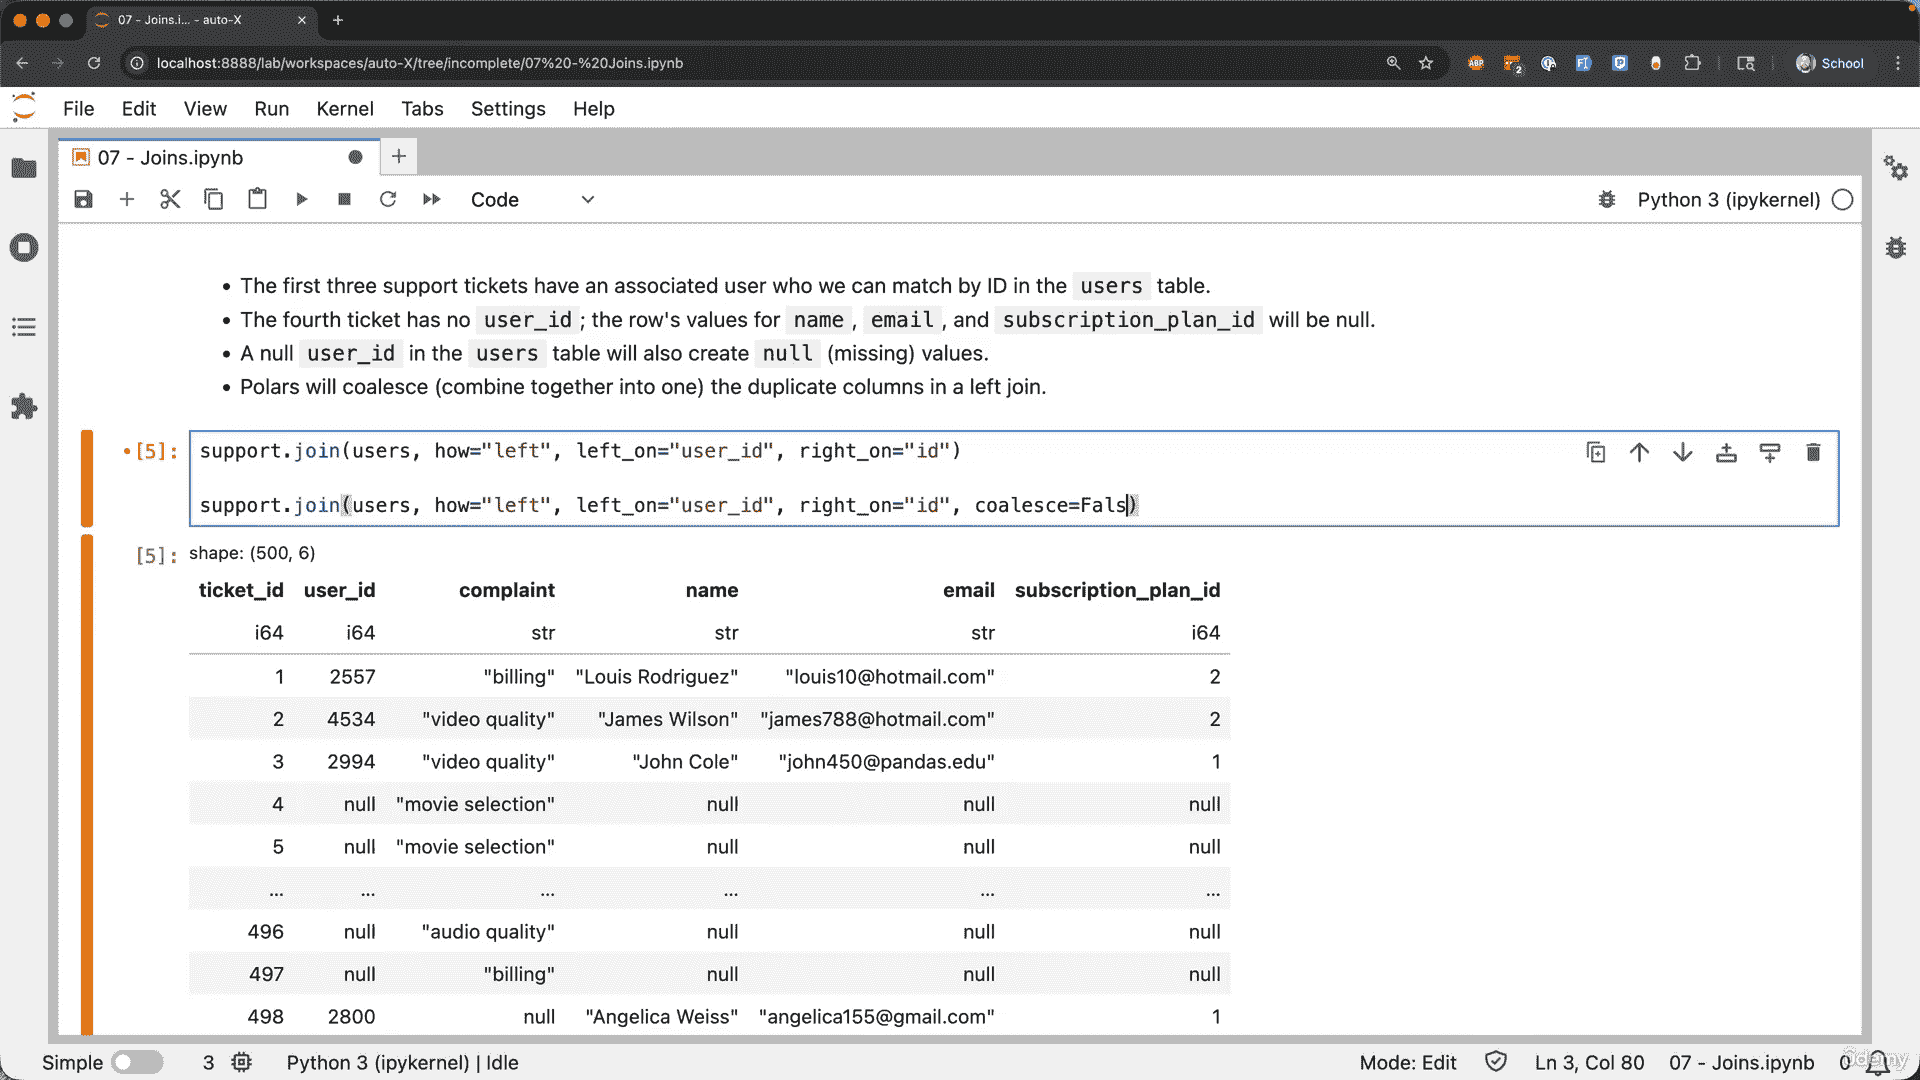 07 - Joins.i... - auto-X
localhost:8888/lab/workspaces/auto-X/tree/incomplete/07%20-%20Joins.ipynb
ABP
2
School
File Edit View Run Kernel Tabs Settings Help
07 - Joins.ipynb
Code
Python 3 (ipykernel)
• The first three support tickets have an associated user who we can match by ID in the users table.
• The fourth ticket has no user_id; the row's values for name, email, and subscription_plan_id will be null.
• A null user_id in the users table will also create null (missing) values.
• Polars will coalesce (combine together into one) the duplicate columns in a left join.
[5]: support.join(users, how="left", left_on="user_id", right_on="id")
support.join(users, how="left", left_on="user_id", right_on="id", coalesce=Fals)
[5]: shape: (500, 6)
ticket_id user_id complaint name email subscription_plan_id
i64 i64 str str str i64
1 2557 "billing" "Louis Rodriguez" "louis10@hotmail.com" 2
2 4534 "video quality" "James Wilson" "james788@hotmail.com" 2
3 2994 "video quality" "John Cole" "john450@pandas.edu" 1
4 null "movie selection" null null null
5 null "movie selection" null null null
... ... ... ... ... ...
496 null "audio quality" null null null
497 null "billing" null null null
498 2800 null "Angelica Weiss" "angelica155@gmail.com" 1
Simple 3 Python 3 (ipykernel) | Idle Mode: Edit Ln 3, Col 80 07 - Joins.ipynb 0
udemy